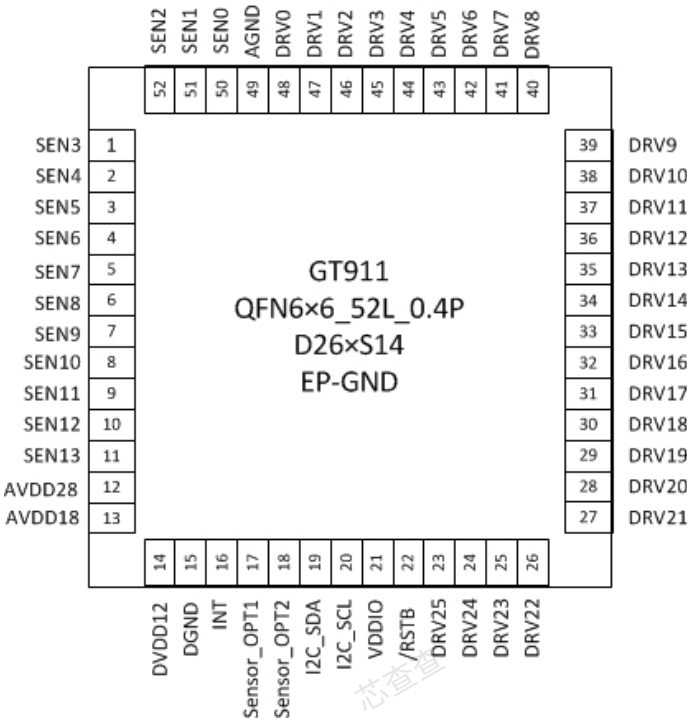 SEN2 SEN1 SEN0 AGND DRV0 DRV1 DRV2 DRV3 DRV4 DRV5 DRV6 DRV7 DRV8
52 51 50 49 48 47 46 45 44 43 42 41 40
SEN3 1 39 DRV9
SEN4 2 38 DRV10
SEN5 3 37 DRV11
SEN6 4 36 DRV12
SEN7 5 35 DRV13
SEN8 6 34 DRV14
SEN9 7 33 DRV15
SEN10 8 32 DRV16
SEN11 9 31 DRV17
SEN12 10 30 DRV18
SEN13 11 29 DRV19
AVDD28 12 28 DRV20
AVDD18 13 27 DRV21
GT911
QFN6×6_52L_0.4P
D26×S14
EP-GND
14 15 16 17 18 19 20 21 22 23 24 25 26
DVDD12 DGND INT Sensor_OPT1 Sensor_OPT2 I2C_SDA I2C_SCL VDDIO /RSTB DRV25 DRV24 DRV23 DRV22
芯查查